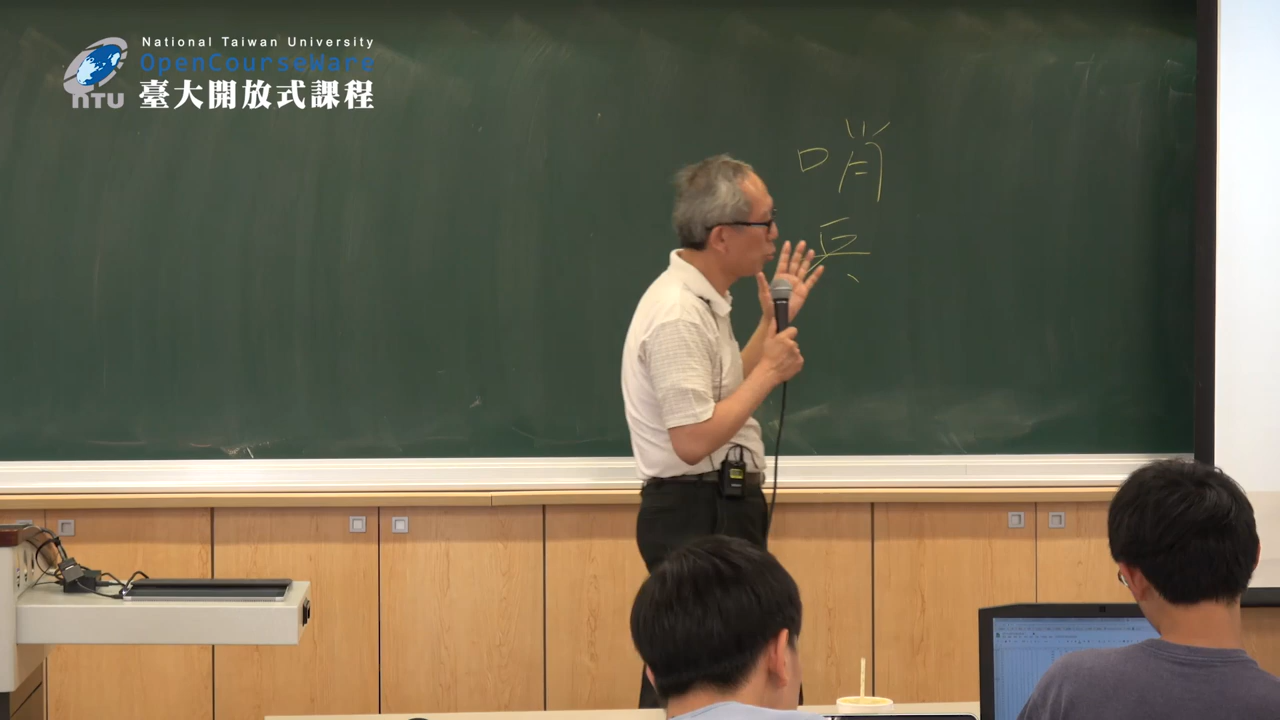 National Taiwan University
OpenCourseWare
臺大開放式課程
NTU
哨
兵